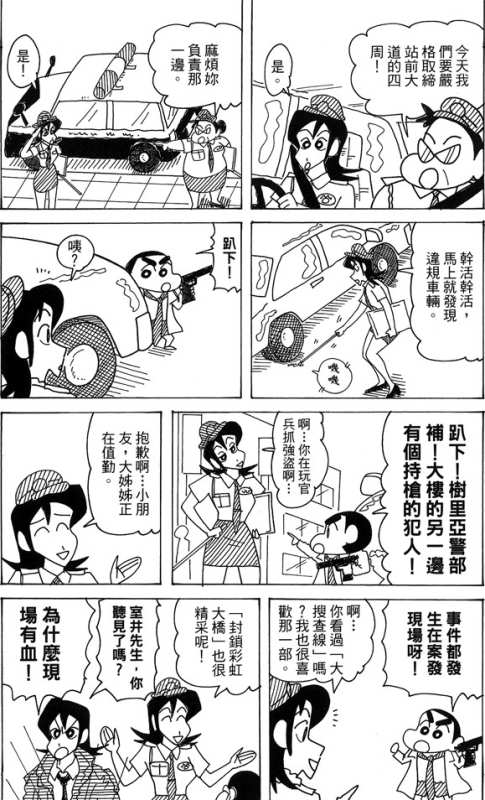 今天我
們要嚴
格取締
站前大
道的四
周！
是。
麻煩妳
負責那
一邊。
是！
幹活幹活，
馬上就發現
違規車輛。
嘰嘰
趴下！
咦？
趴下！樹里亞警部
補！大樓的另一邊
有個持槍的犯人！
啊…你在玩官
兵抓強盜啊…
抱歉啊…小朋
友，大姊姊正
在值勤。
事件都發
生在案發
現場呀！
啊…
你看過「大
搜查線」嗎
？我也很喜
歡那一部。
「封鎖彩虹
大橋」也很
精采呢！
室井先生，你
聽見了嗎？
為什麼現
場有血！